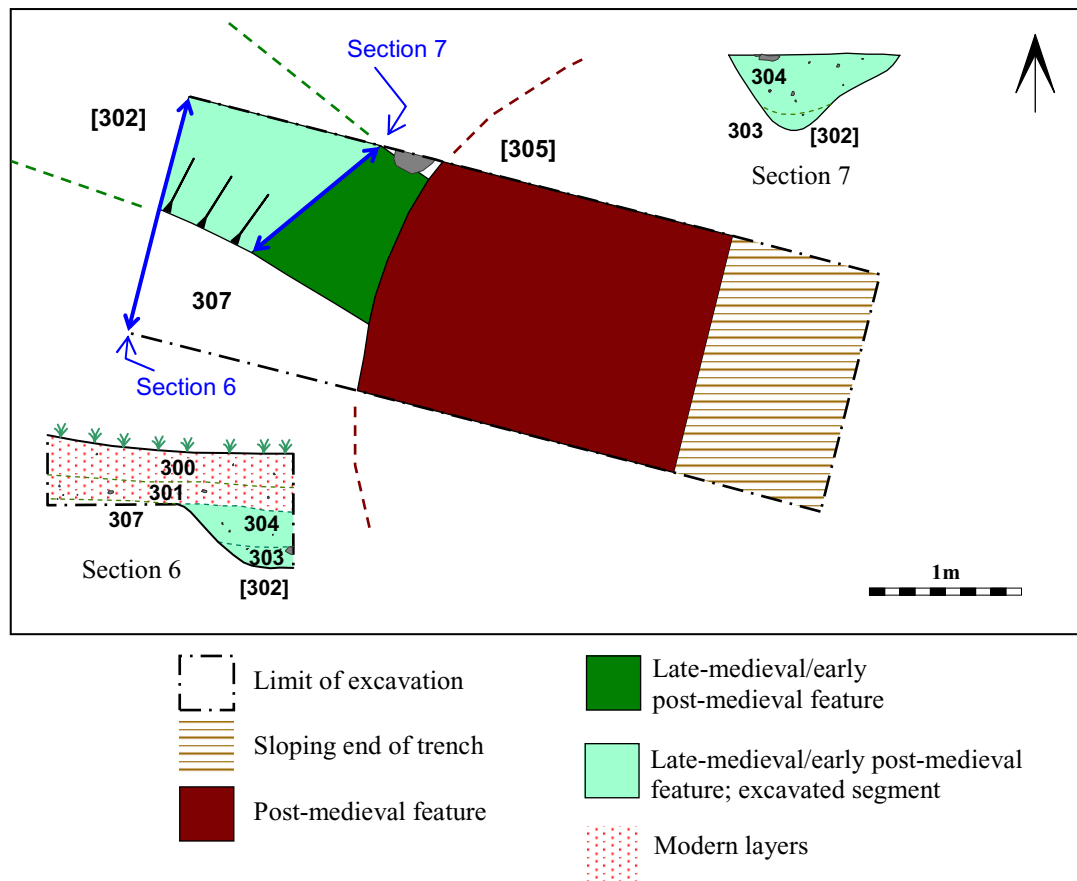 Section 7
[302]
[305]
304
303
[302]
Section 7
307
Section 6
300
301
307
304
303
Section 6
[302]
1m
Limit of excavation
Sloping end of trench
Post-medieval feature
Late-medieval/early
post-medieval feature
Late-medieval/early post-medieval
feature; excavated segment
Modern layers